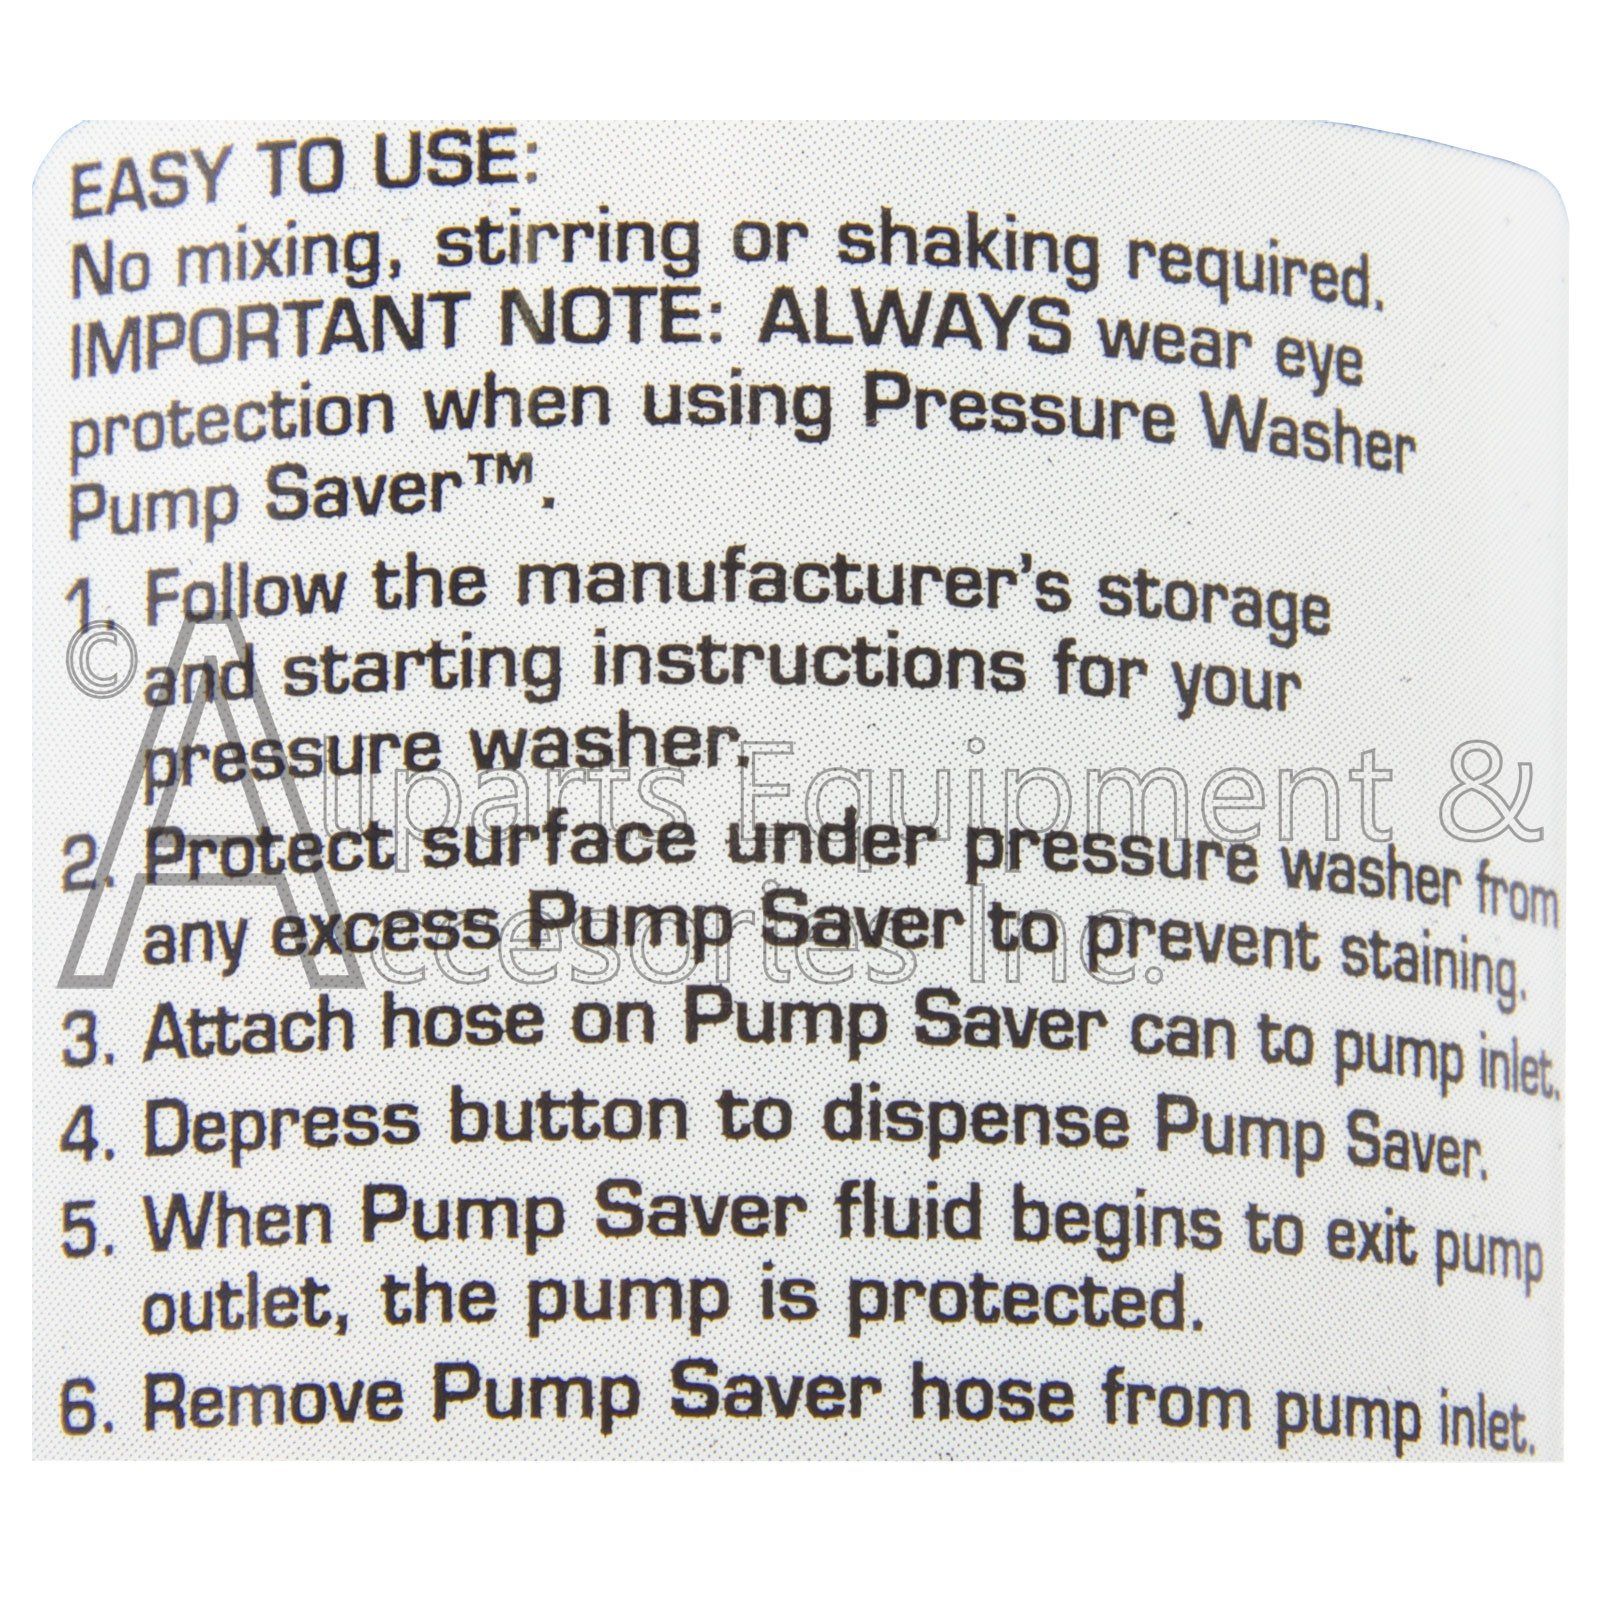 EASY TO USE:
No mixing, stirring or shaking required.
IMPORTANT NOTE: ALWAYS wear eye
protection when using Pressure Washer
Pump Saver™.
1. Follow the manufacturer's storage
and starting instructions for your
pressure washer.
2. Protect surface under pressure washer from
any excess Pump Saver to prevent staining.
3. Attach hose on Pump Saver can to pump inlet.
4. Depress button to dispense Pump Saver.
5. When Pump Saver fluid begins to exit pump
outlet, the pump is protected.
6. Remove Pump Saver hose from pump inlet.
© Auparts Equipment &
Accesories Inc.